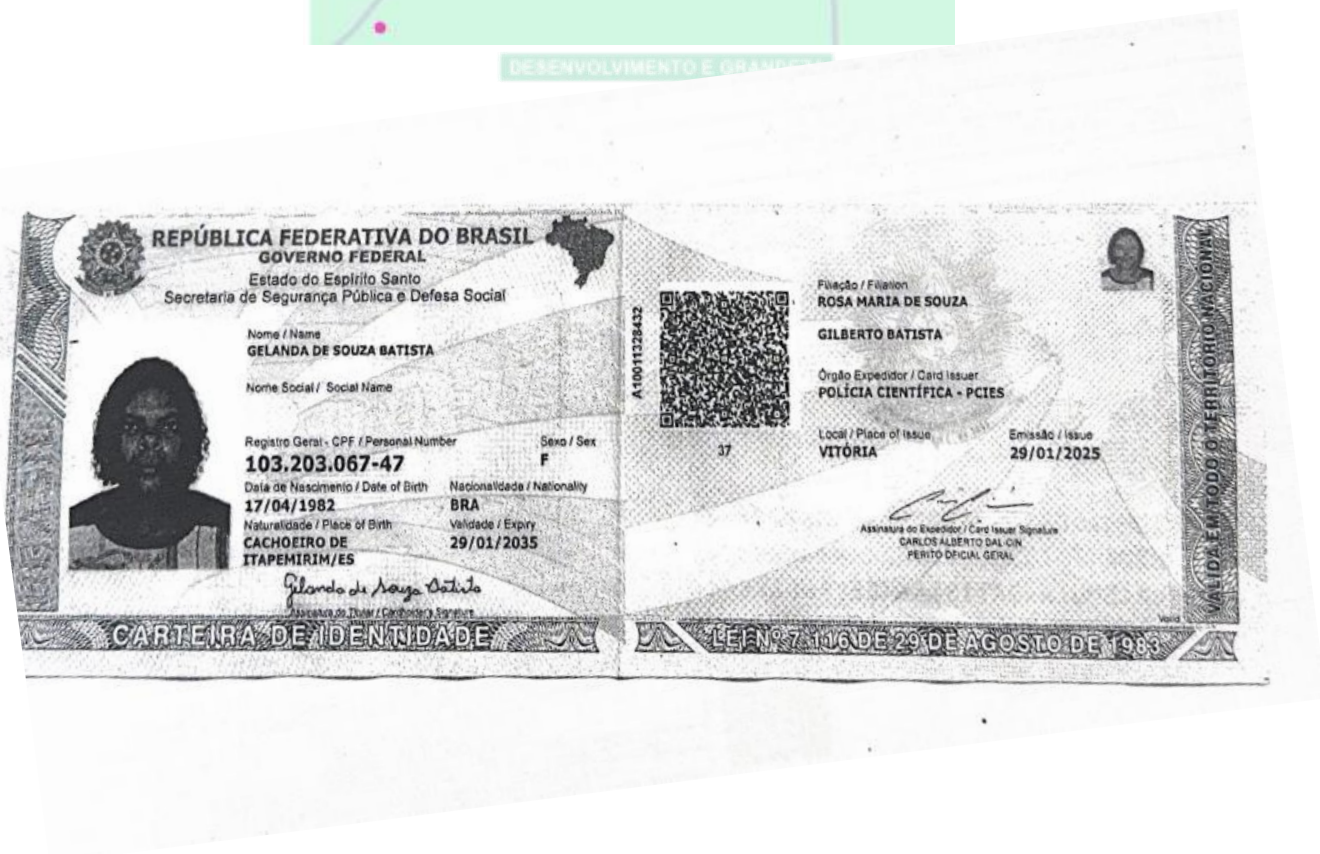 DESENVOLVIMENTO E GRANDEZA
REPÚBLICA FEDERATIVA DO BRASIL
GOVERNO FEDERAL
Estado do Espírito Santo
Secretaria de Segurança Pública e Defesa Social
Nome / Name
GELANDA DE SOUZA BATISTA
Nome Social / Social Name
Registro Geral - CPF / Personal Number
Sexo / Sex
103.203.067-47
F
Data de Nascimento / Date of Birth
Nacionalidade / Nationality
17/04/1982
BRA
Naturalidade / Place of Birth
Validade / Expiry
CACHOEIRO DE
29/01/2035
ITAPEMIRIM/ES
Gelanda de Souza Batista
Assinatura do Titular / Cardholder's Signature
CARTEIRA DE IDENTIDADE
A10011328432
37
Filiação / Filiation
ROSA MARIA DE SOUZA
GILBERTO BATISTA
Órgão Expedidor / Card Issuer
POLÍCIA CIENTÍFICA - PCIES
Local / Place of Issue
Emissão / Issue
VITÓRIA
29/01/2025
Assinatura do Expedidor / Card Issuer Signature
CARLOS ALBERTO DAL-CIN
PERITO OFICIAL GERAL
LEI Nº 7.116 DE 29 DE AGOSTO DE 1983
VALIDA EM TODO O TERRITÓRIO NACIONAL